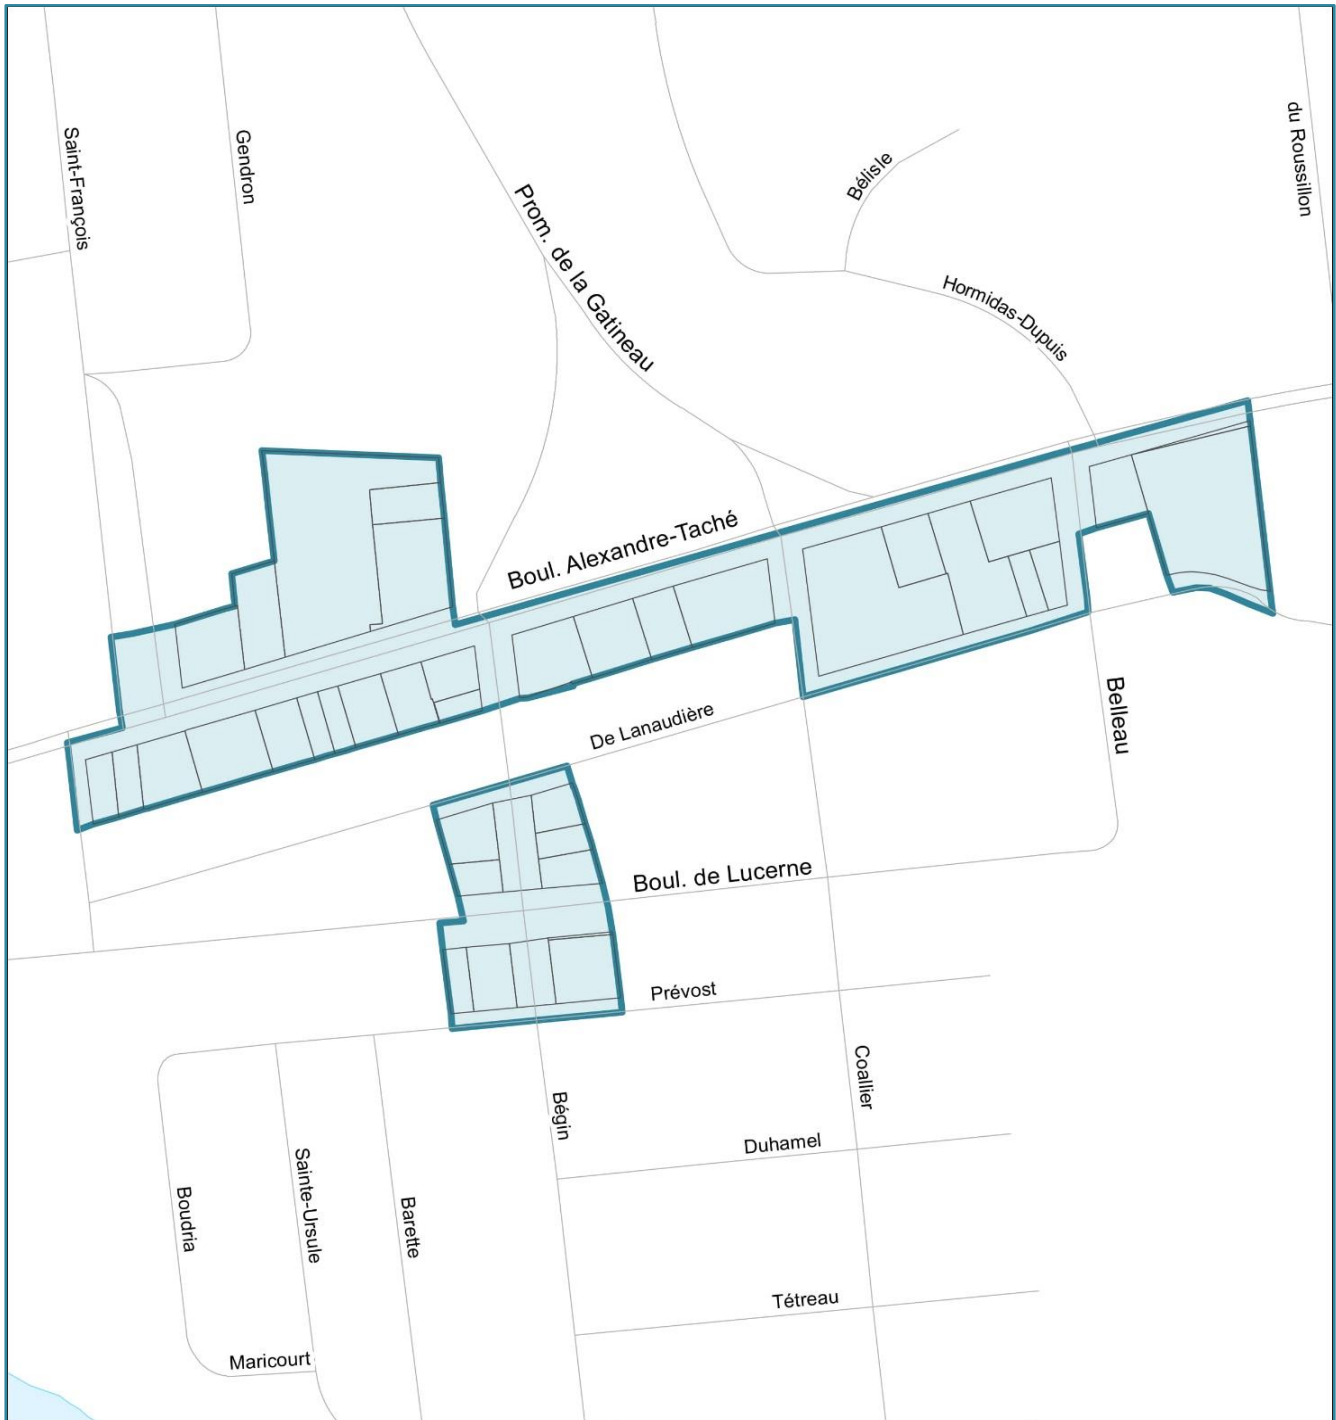 du Roussillon
Saint-François
Gendron
Bélisle
Prom. de la Gatineau
Hormidas-Dupuis
Boul. Alexandre-Taché
De Lanaudière
Belleau
Boul. de Lucerne
Prévost
Coallier
Bégin
Duhamel
Sainte-Ursule
Boudria
Barette
Tétreau
Maricourt